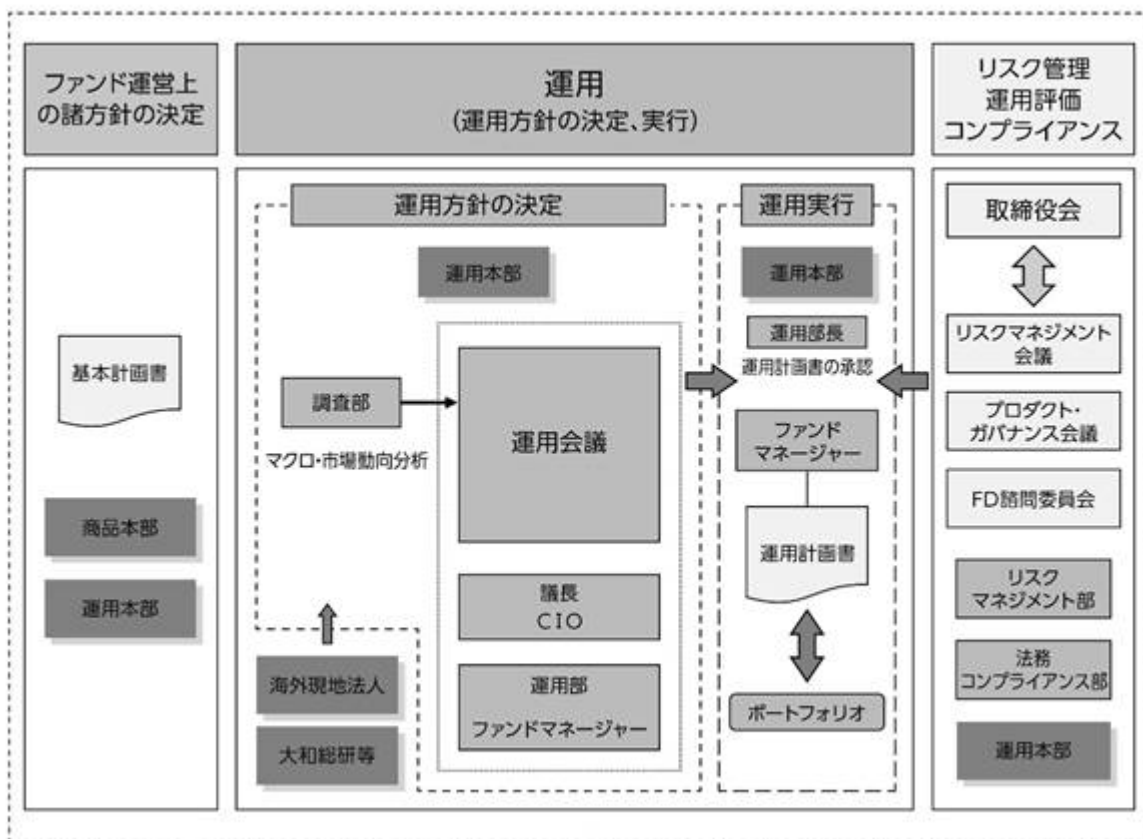 ファンド運営上
の諸方針の決定
運用
(運用方針の決定、実行)
リスク管理
運用評価
コンプライアンス
基本計画書
商品本部
運用本部
運用方針の決定
運用本部
調査部
マクロ・市場動向分析
運用会議
議長
CIO
運用部
ファンドマネージャー
海外現地法人
大和総研等
運用実行
運用本部
運用部長
運用計画書の承認
ファンド
マネージャー
運用計画書
ポートフォリオ
取締役会
リスクマネジメント
会議
プロダクト・
ガバナンス会議
FD諮問委員会
リスク
マネジメント部
法務
コンプライアンス部
運用本部